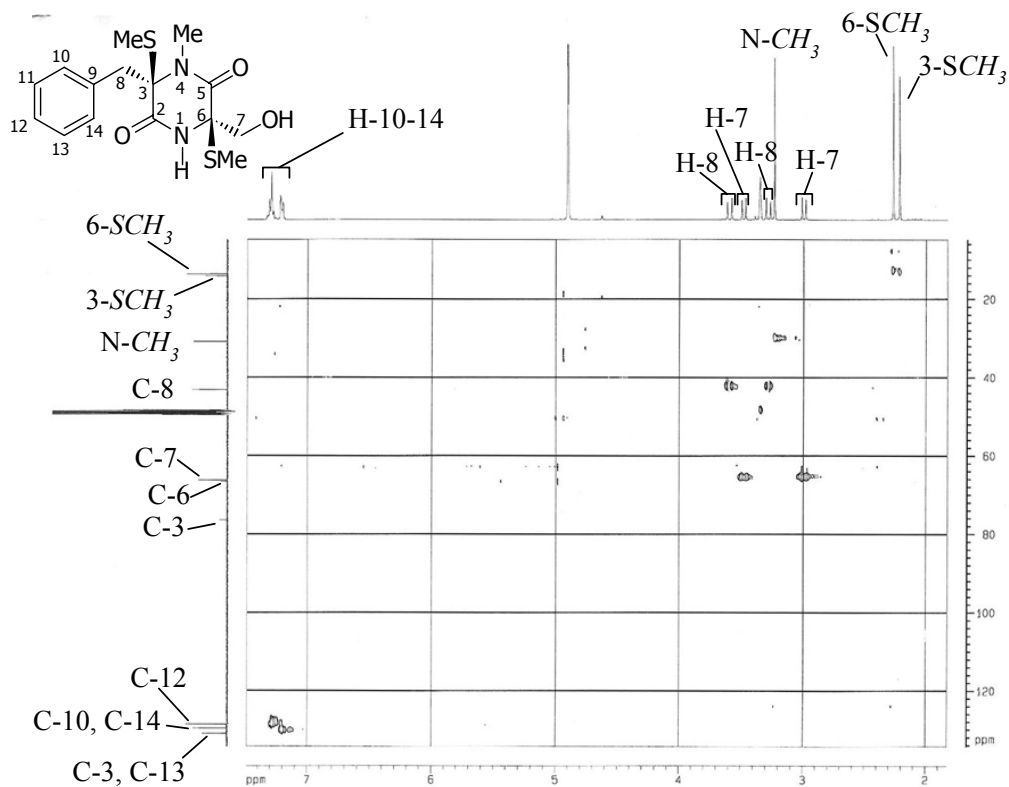 MeS Me
10 9 8 3 N 4 5 O
11 12 13 14
O 2 1 N H 6 7 OH
SMe
H-10-14
H-8
H-7
H-8
N-CH3
H-7
6-SCH3
3-SCH3
6-SCH3
3-SCH3
N-CH3
C-8
C-7
C-6
C-3
C-12
C-10, C-14
C-3, C-13
20
40
60
80
100
120
ppm
ppm 7 6 5 4 3 2